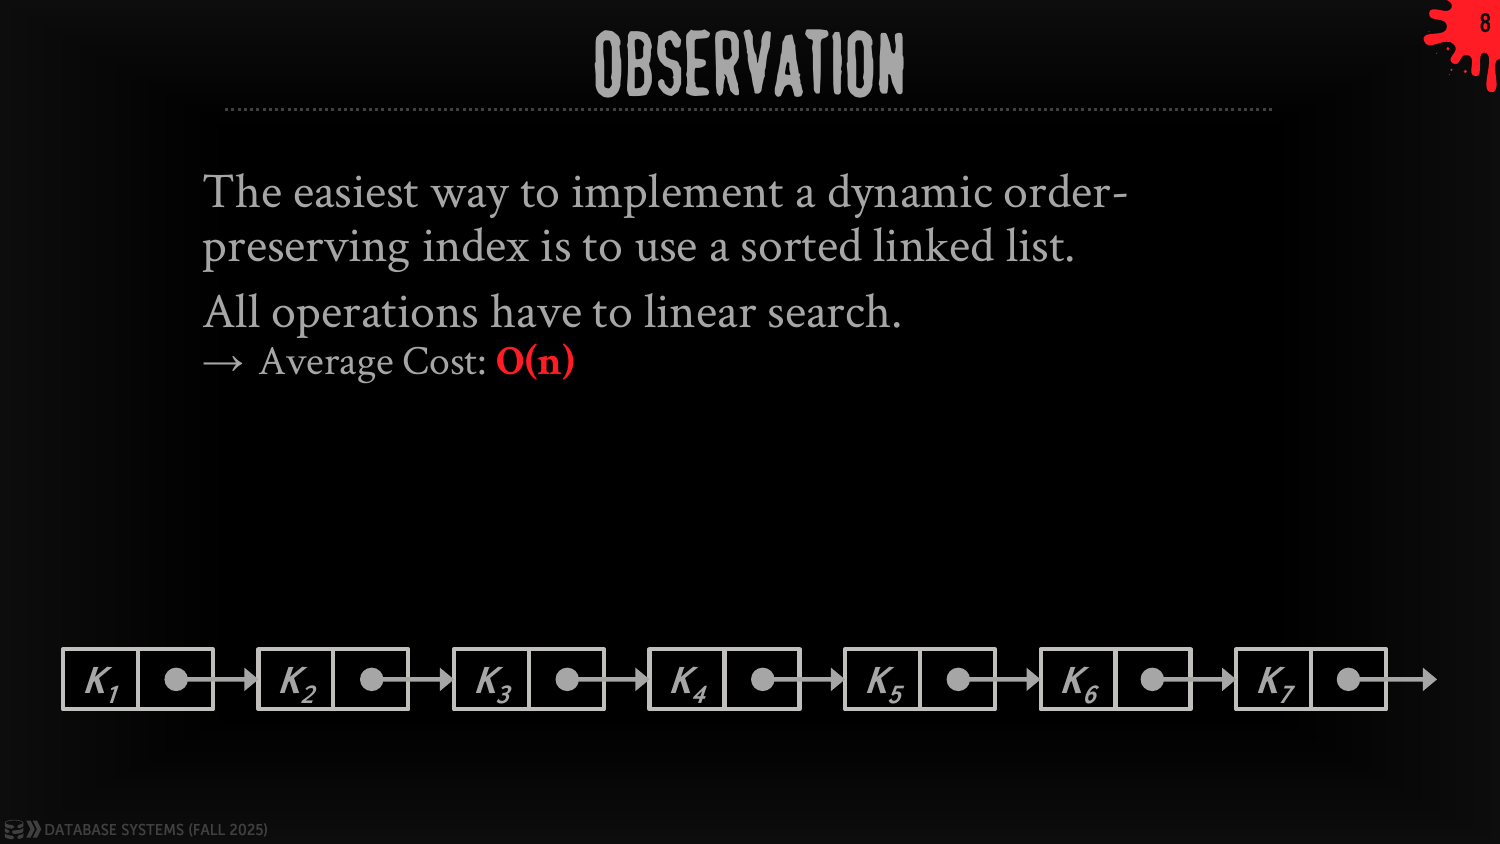 8
OBSERVATION
The easiest way to implement a dynamic order-
preserving index is to use a sorted linked list.
All operations have to linear search.
→ Average Cost: O(n)
K1 K2 K3 K4 K5 K6 K7
DATABASE SYSTEMS (FALL 2025)